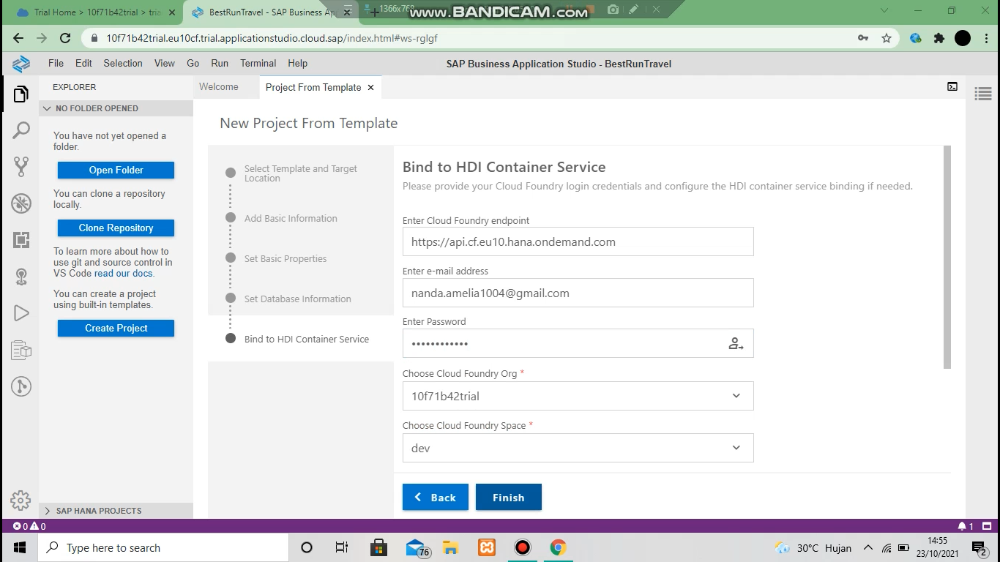 Trial Home > 10f71b42trial > tria
BestRunTravel - SAP Business Ap
1366x768
www.BANDICAM.com
10f71b42trial.eu10cf.trial.applicationstudio.cloud.sap/index.html#ws-rglgf
File Edit Selection View Go Run Terminal Help
SAP Business Application Studio - BestRunTravel
EXPLORER
Welcome
Project From Template
NO FOLDER OPENED
You have not yet opened a
folder.
Open Folder
You can clone a repository
locally.
Clone Repository
To learn more about how to
use git and source control in
VS Code read our docs.
You can create a project
using built-in templates.
Create Project
SAP HANA PROJECTS
New Project From Template
Select Template and Target
Location
Add Basic Information
Set Basic Properties
Set Database Information
Bind to HDI Container Service
Bind to HDI Container Service
Please provide your Cloud Foundry login credentials and configure the HDI container service binding if needed.
Enter Cloud Foundry endpoint
https://api.cf.eu10.hana.ondemand.com
Enter e-mail address
nanda.amelia1004@gmail.com
Enter Password
••••••••••••
Choose Cloud Foundry Org *
10f71b42trial
Choose Cloud Foundry Space *
dev
Back
Finish
0 0
1
Type here to search
76
30°C Hujan
14:55
23/10/2021
2